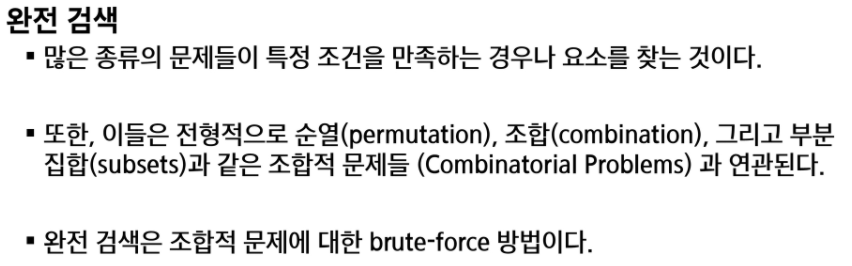 완전 검색
▪ 많은 종류의 문제들이 특정 조건을 만족하는 경우나 요소를 찾는 것이다.
▪ 또한, 이들은 전형적으로 순열(permutation), 조합(combination), 그리고 부분
집합(subsets)과 같은 조합적 문제들 (Combinatorial Problems) 과 연관된다.
▪ 완전 검색은 조합적 문제에 대한 brute-force 방법이다.